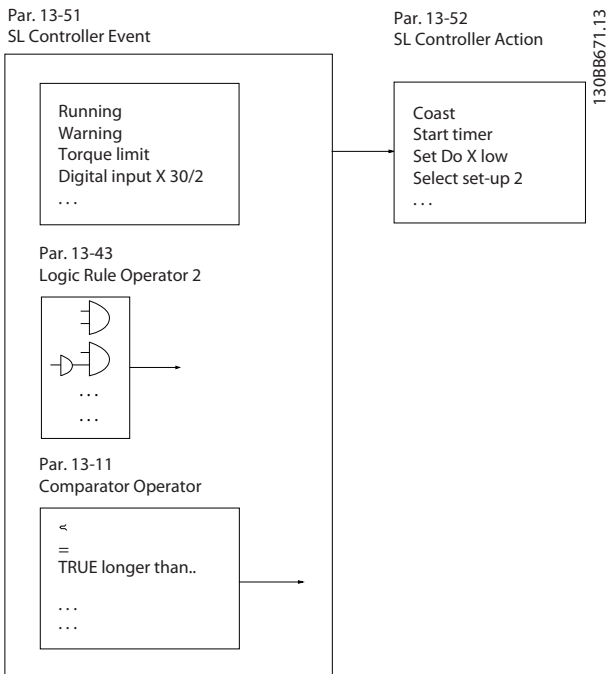 Par. 13-51
SL Controller Event
Par. 13-52
SL Controller Action
130BB671.13
Running
Warning
Torque limit
Digital input X 30/2
. . .
Coast
Start timer
Set Do X low
Select set-up 2
. . .
Par. 13-43
Logic Rule Operator 2
. . .
. . .
Par. 13-11
Comparator Operator
<
=
TRUE longer than..
. . .
. . .